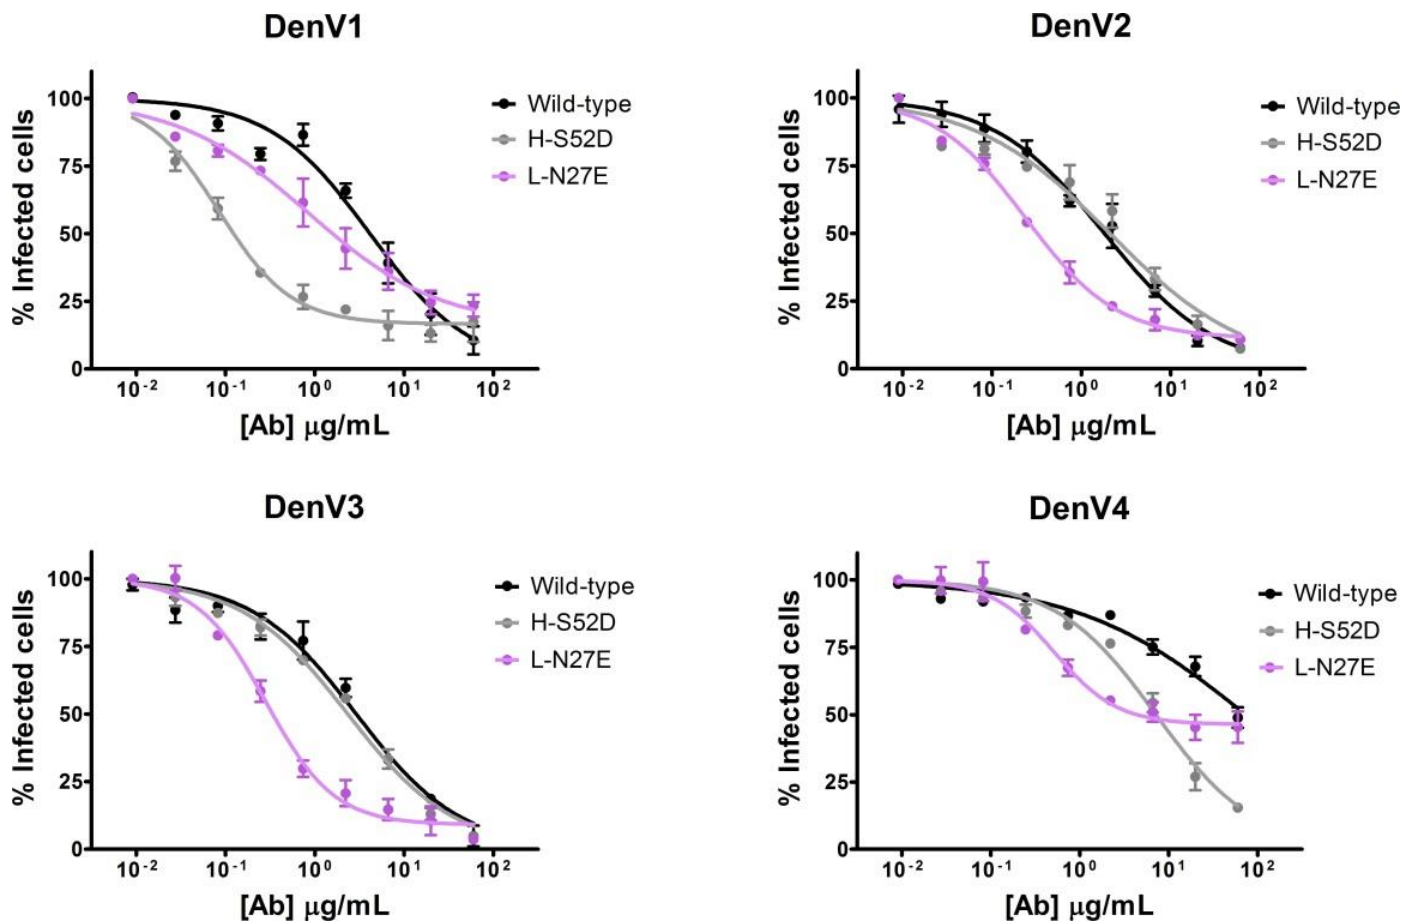 DenV1
% Infected cells
100
75
50
25
0
10-2
10-1
100
101
102
[Ab] μg/mL
Wild-type
H-S52D
L-N27E
DenV2
% Infected cells
100
75
50
25
0
10-2
10-1
100
101
102
[Ab] μg/mL
Wild-type
H-S52D
L-N27E
DenV3
% Infected cells
100
75
50
25
0
10-2
10-1
100
101
102
[Ab] μg/mL
Wild-type
H-S52D
L-N27E
DenV4
% Infected cells
100
75
50
25
0
10-2
10-1
100
101
102
[Ab] μg/mL
Wild-type
H-S52D
L-N27E